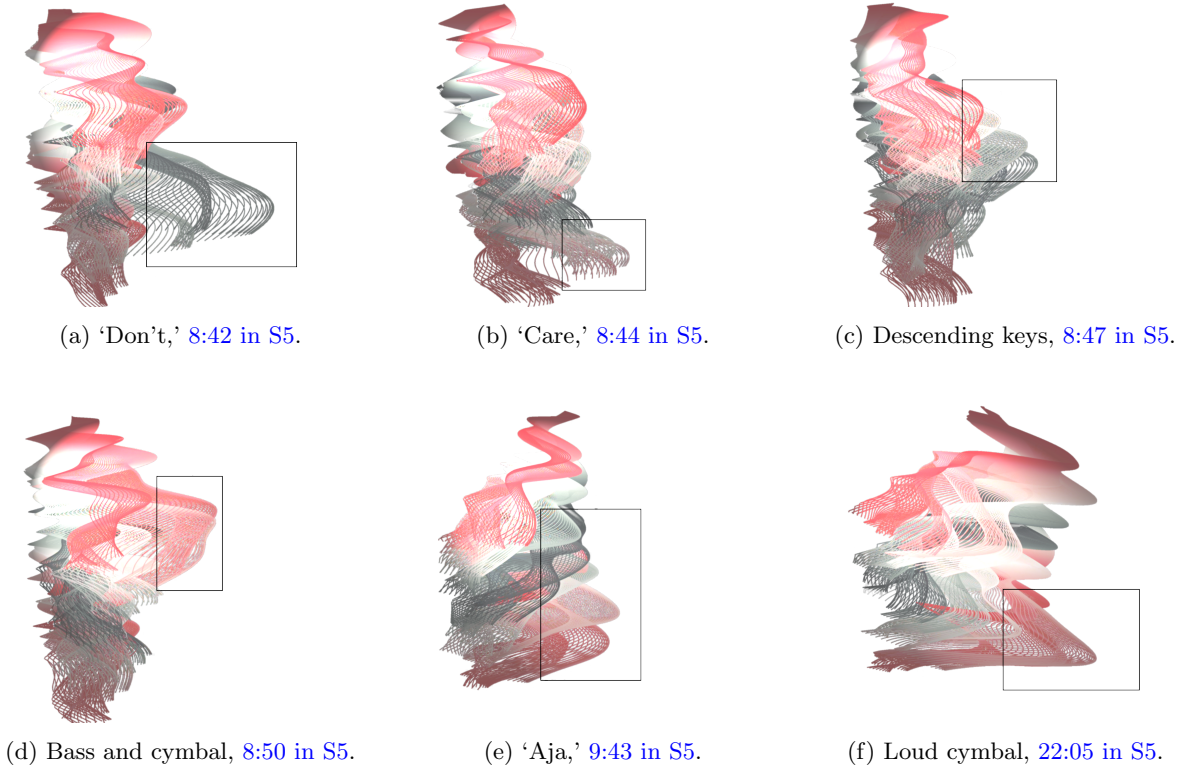 (a) ‘Don’t,’ 8:42 in S5.
(b) ‘Care,’ 8:44 in S5.
(c) Descending keys, 8:47 in S5.
(d) Bass and cymbal, 8:50 in S5.
(e) ‘Aja,’ 9:43 in S5.
(f) Loud cymbal, 22:05 in S5.